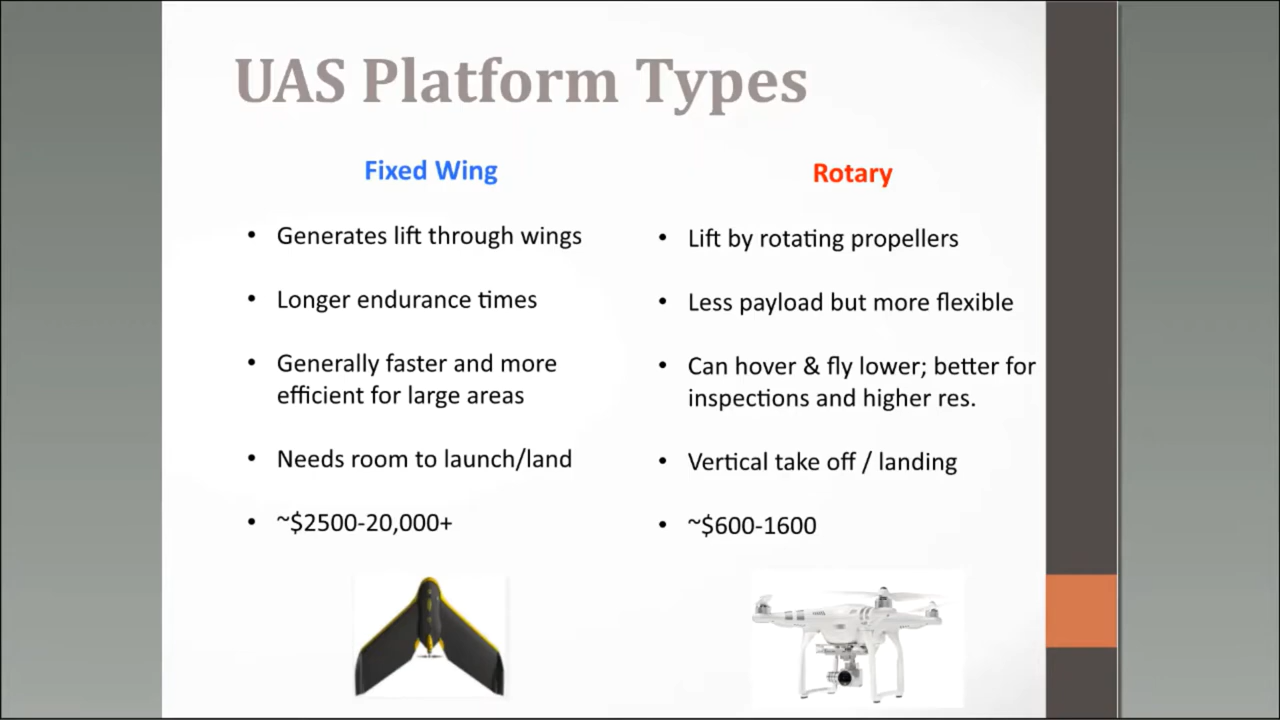 UAS Platform Types
Fixed Wing
• Generates lift through wings
• Longer endurance times
• Generally faster and more
efficient for large areas
• Needs room to launch/land
• ~$2500-20,000+
Rotary
• Lift by rotating propellers
• Less payload but more flexible
• Can hover & fly lower; better for
inspections and higher res.
• Vertical take off / landing
• ~$600-1600